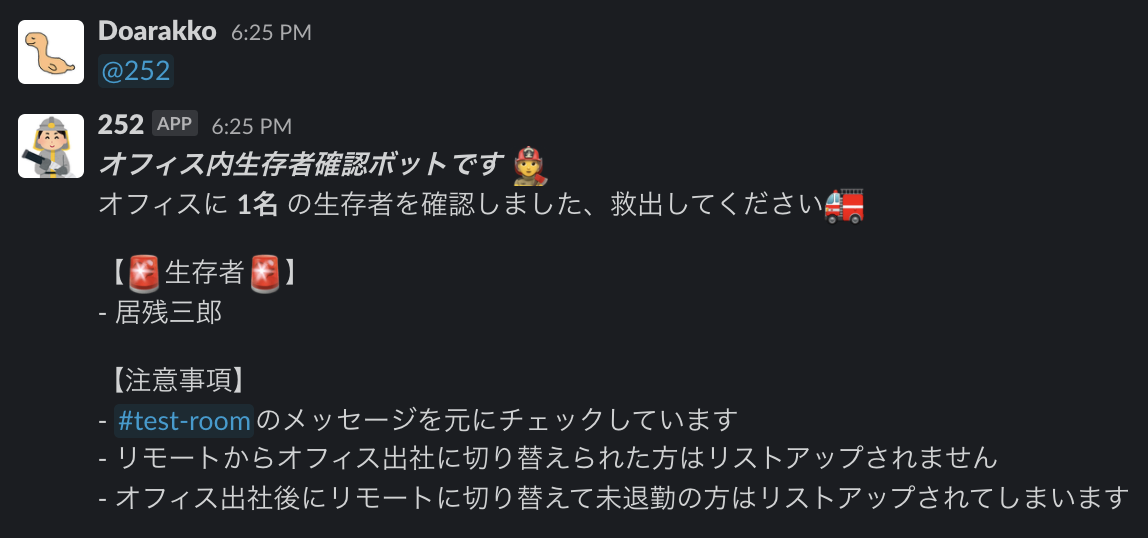 Doarakko 6:25 PM
@252
252 APP 6:25 PM
オフィス内生存者確認ボットです
オフィスに 1名 の生存者を確認しました、救出してください
【🚨生存者🚨】
- 居残三郎
【注意事項】
- #test-roomのメッセージを元にチェックしています
- リモートからオフィス出社に切り替えられた方はリストアップされません
- オフィス出社後にリモートに切り替えて未退勤の方はリストアップされてしまいます